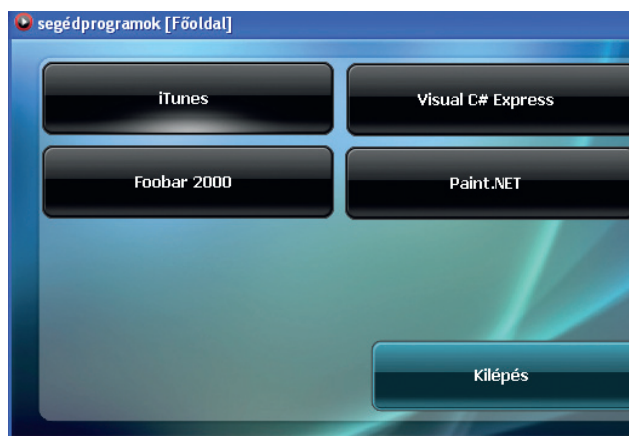 segédprogramok [Főoldal]
iTunes
Visual C# Express
Foobar 2000
Paint.NET
Kilépés